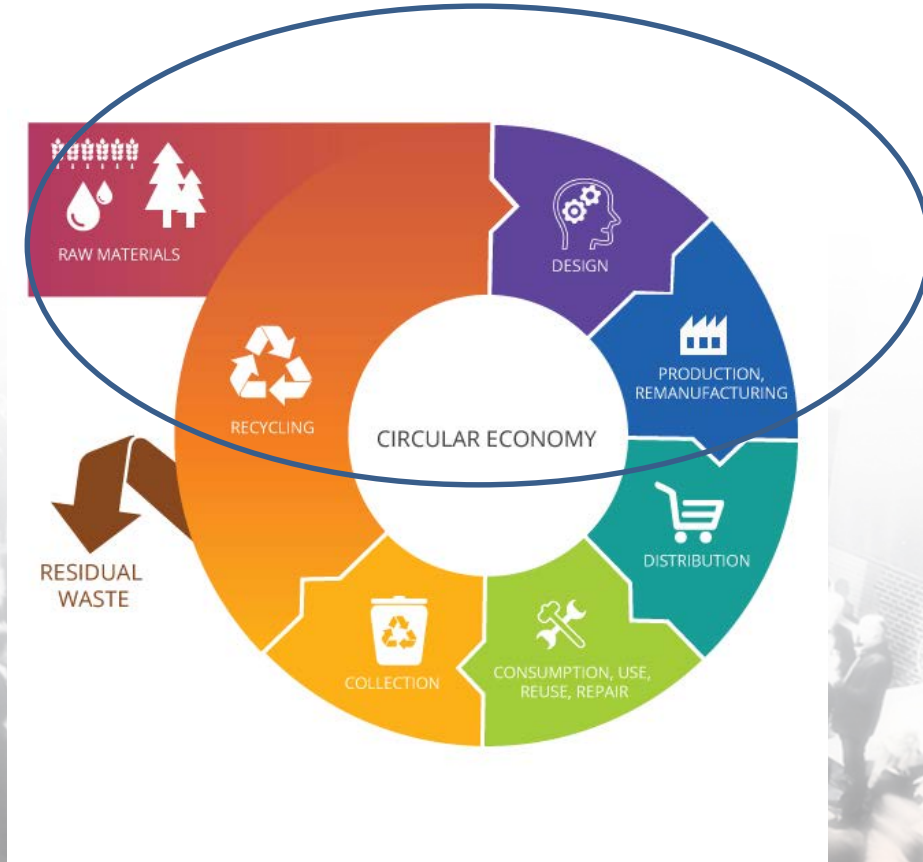 RAW MATERIALS
DESIGN
PRODUCTION,
REMANUFACTURING
RECYCLING
CIRCULAR ECONOMY
DISTRIBUTION
RESIDUAL
WASTE
CONSUMPTION, USE,
REUSE, REPAIR
COLLECTION